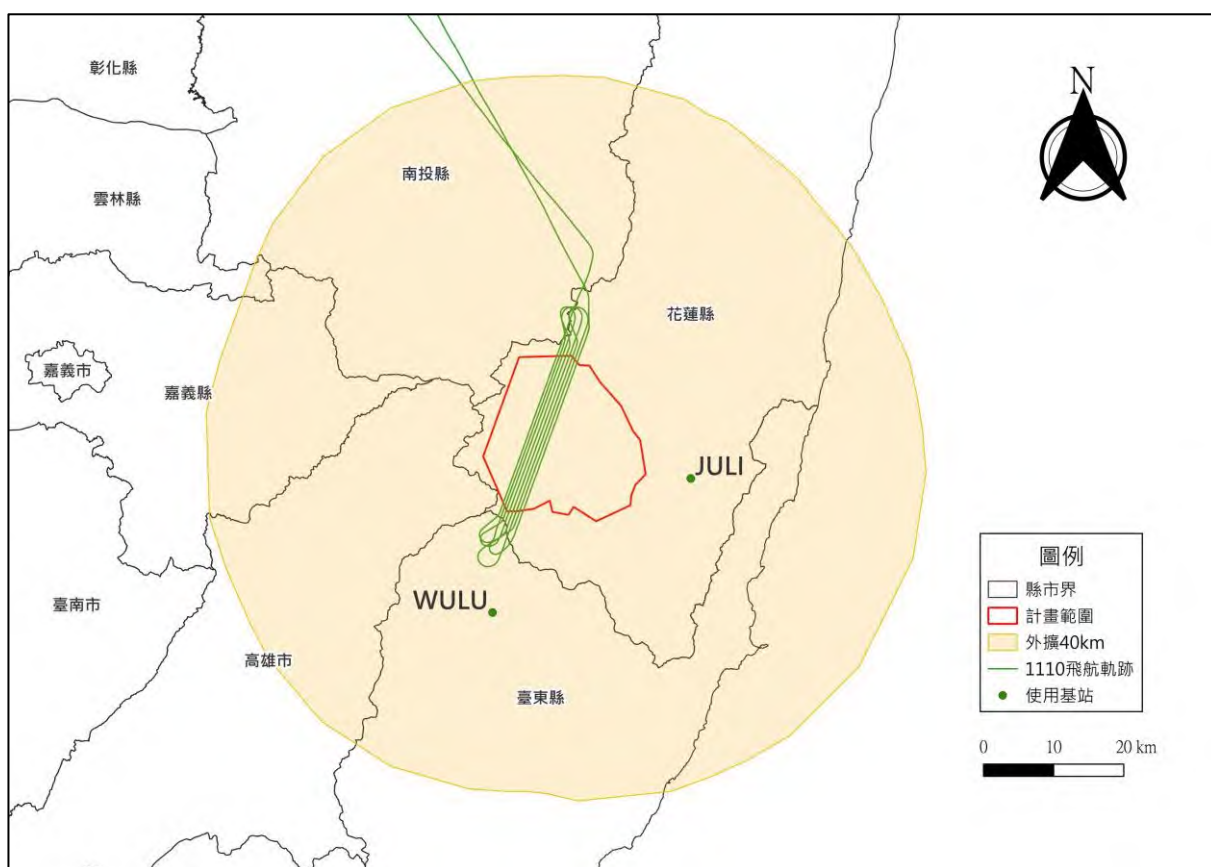 彰化縣
N
南投縣
雲林縣
花蓮縣
嘉義市
嘉義縣
JULI
臺南市
WULU
高雄市
臺東縣
圖例
縣市界
計畫範圍
外擴40km
1110飛航軌跡
使用基站
0 10 20 km